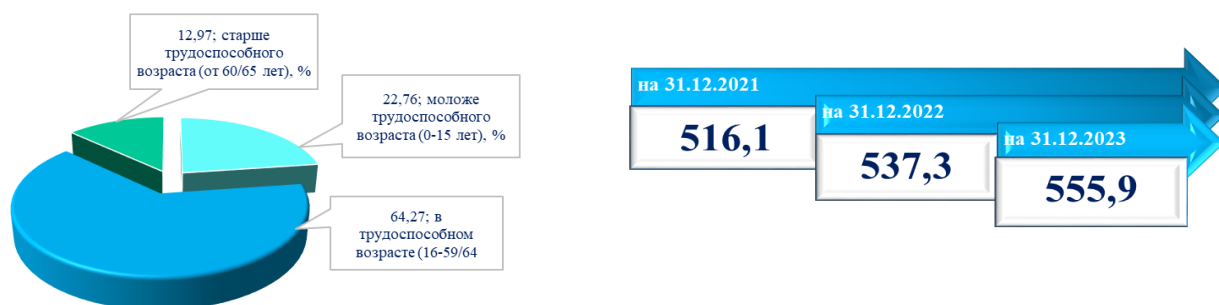 12,97; старше
трудоспособного
возраста (от 60/65 лет), %
22,76; моложе
трудоспособного
возраста (0-15 лет), %
64,27; в
трудоспособном
возрасте (16-59/64
на 31.12.2021
516,1
на 31.12.2022
537,3
на 31.12.2023
555,9